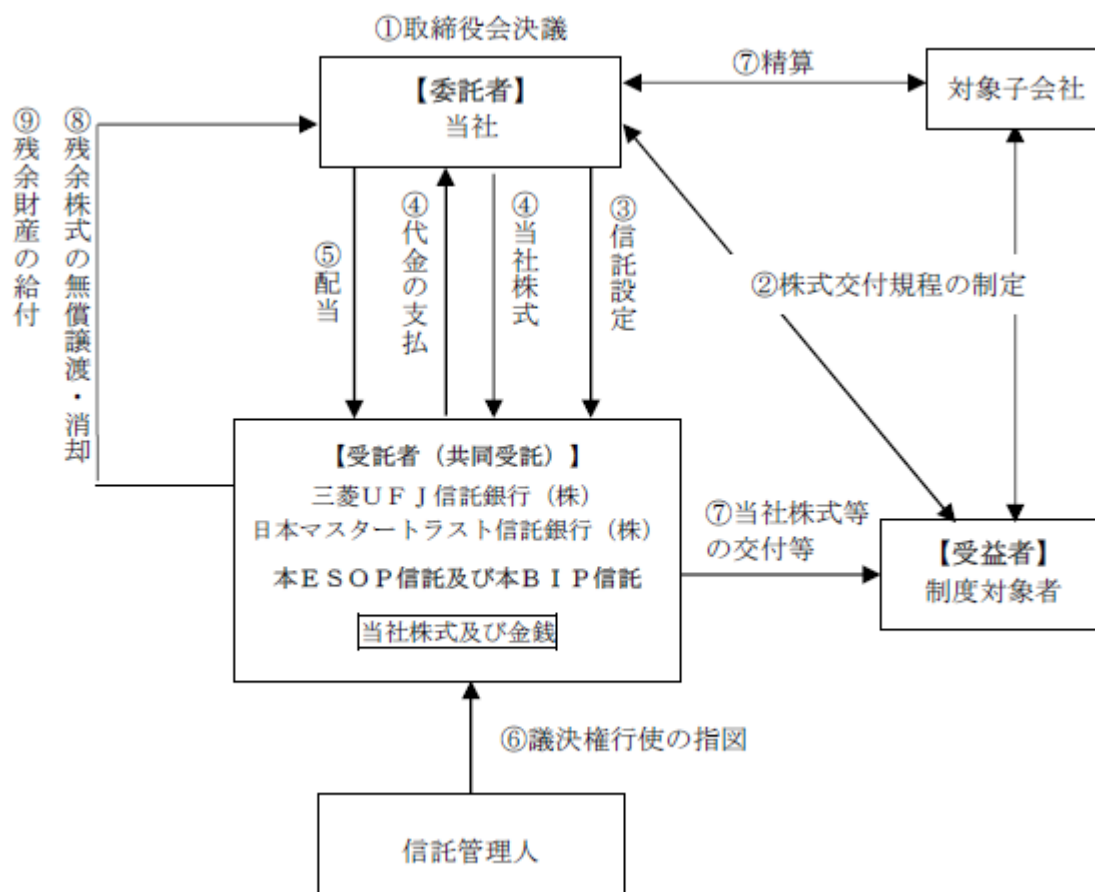 ①取締役会決議
【委託者】
当社
⑦精算
対象子会社
⑨残余財産の給付
⑧残余株式の無償譲渡・消却
⑤配当
④代金の支払
④当社株式
③信託設定
②株式交付規程の制定
【受託者（共同受託）】
三菱ＵＦＪ信託銀行（株）
日本マスタートラスト信託銀行（株）
本ＥＳＯＰ信託及び本ＢＩＰ信託
当社株式及び金銭
⑦当社株式等
の交付等
【受益者】
制度対象者
⑥議決権行使の指図
信託管理人